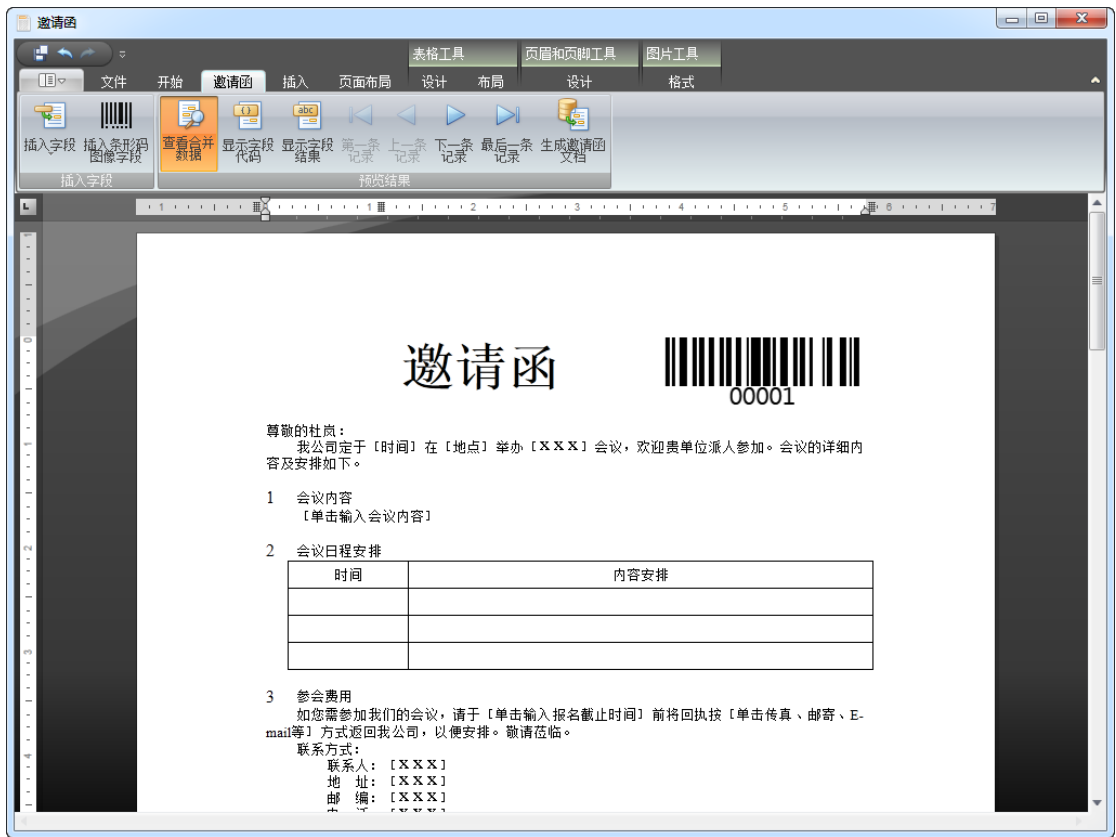 邀请函
表格工具 页眉和页脚工具 图片工具
文件 开始 邀请函 插入 页面布局 设计 布局 设计 格式
插入字段 插入条形码图像字段 查看合并数据 显示字段代码 显示字段结果 第一条记录 上一条记录 下一条记录 最后一条记录 生成邀请函文档
插入字段 预览结果
1 1 2 3 4 5 6 7
邀请函
00001
尊敬的杜岚：
我公司定于［时间］在［地点］举办［XXX］会议，欢迎贵单位派人参加。会议的详细内
容及安排如下。
1 会议内容
［单击输入会议内容］
2 会议日程安排
时间 内容安排
3 参会费用
如您需参加我们的会议，请于［单击输入报名截止时间］前将回执按［单击传真、邮寄、E-
mail等］方式返回我公司，以便安排。敬请莅临。
联系方式：
联系人：［XXX］
地 址：［XXX］
邮 编：［XXX］